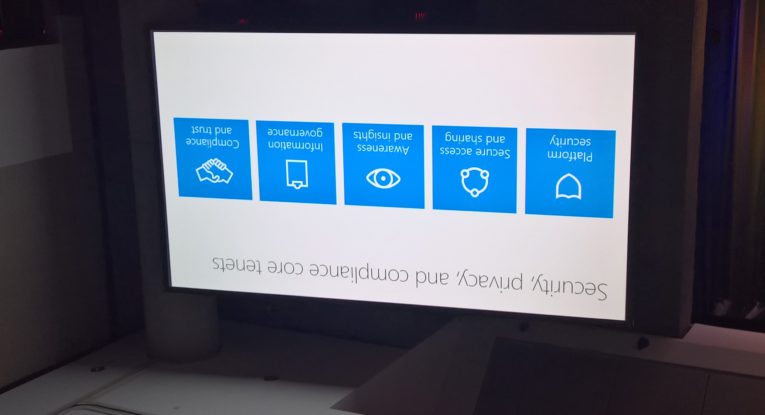 Security, privacy, and compliance core tenets
Platform
security
Secure access
and sharing
Awareness
and insights
Information
governance
Compliance
and trust